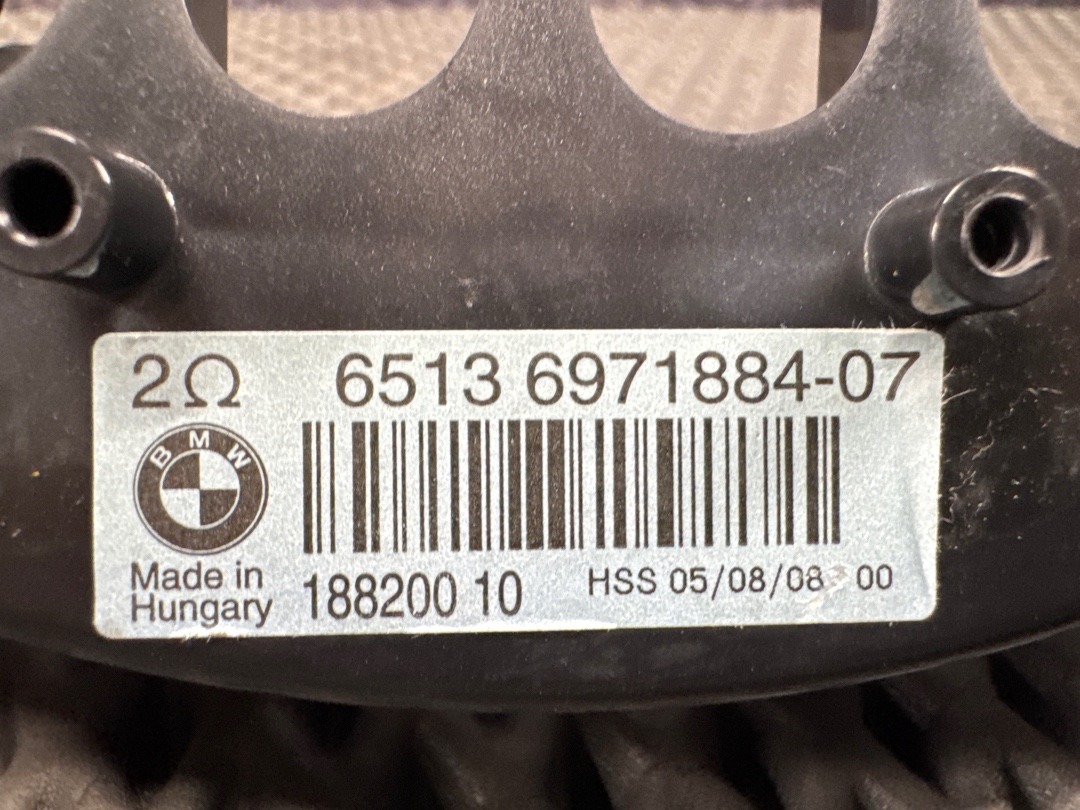 2Ω 6513 6971884-07
BMW
Made in
Hungary
188200 10
HSS 05/08/08 00